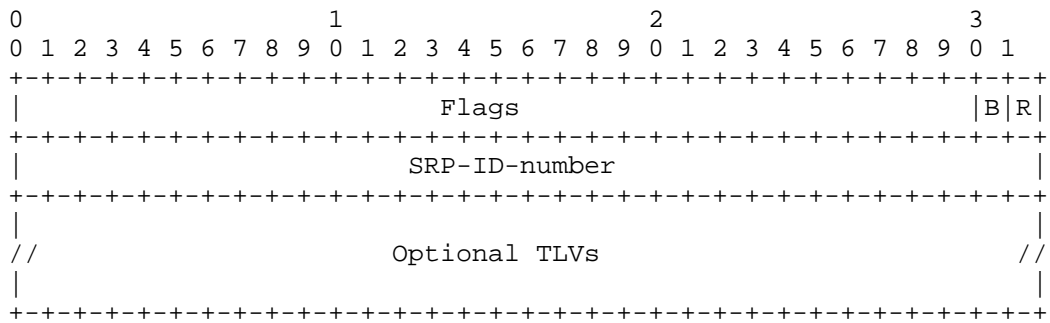 0                   1                   2                   3
0 1 2 3 4 5 6 7 8 9 0 1 2 3 4 5 6 7 8 9 0 1 2 3 4 5 6 7 8 9 0 1
+-+-+-+-+-+-+-+-+-+-+-+-+-+-+-+-+-+-+-+-+-+-+-+-+-+-+-+-+-+-+-+-+
|                          Flags                            |B|R|
+-+-+-+-+-+-+-+-+-+-+-+-+-+-+-+-+-+-+-+-+-+-+-+-+-+-+-+-+-+-+-+-+
|                        SRP-ID-number                          |
+-+-+-+-+-+-+-+-+-+-+-+-+-+-+-+-+-+-+-+-+-+-+-+-+-+-+-+-+-+-+-+-+
|                                                               |
//                      Optional TLVs                          //
|                                                               |
+-+-+-+-+-+-+-+-+-+-+-+-+-+-+-+-+-+-+-+-+-+-+-+-+-+-+-+-+-+-+-+-+